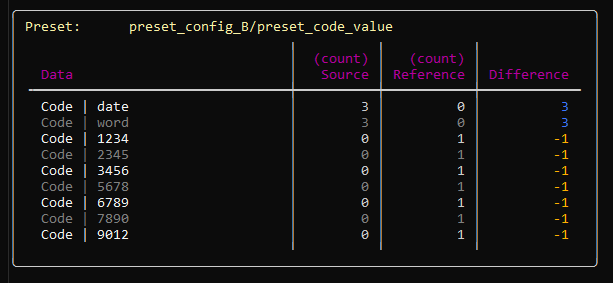 Preset: preset_config_B/preset_code_value
(count) (count)
Data Source Reference Difference
Code | date 3 0 3
Code | word 3 0 3
Code | 1234 0 1 -1
Code | 2345 0 1 -1
Code | 3456 0 1 -1
Code | 5678 0 1 -1
Code | 6789 0 1 -1
Code | 7890 0 1 -1
Code | 9012 0 1 -1